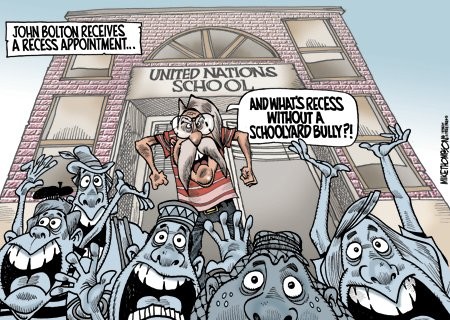 JOHN BOLTON RECEIVES
A RECESS APPOINTMENT...
UNITED NATIONS
SCHOOL
AND WHAT'S RECESS
WITHOUT A
SCHOOLYARD BULLY?!